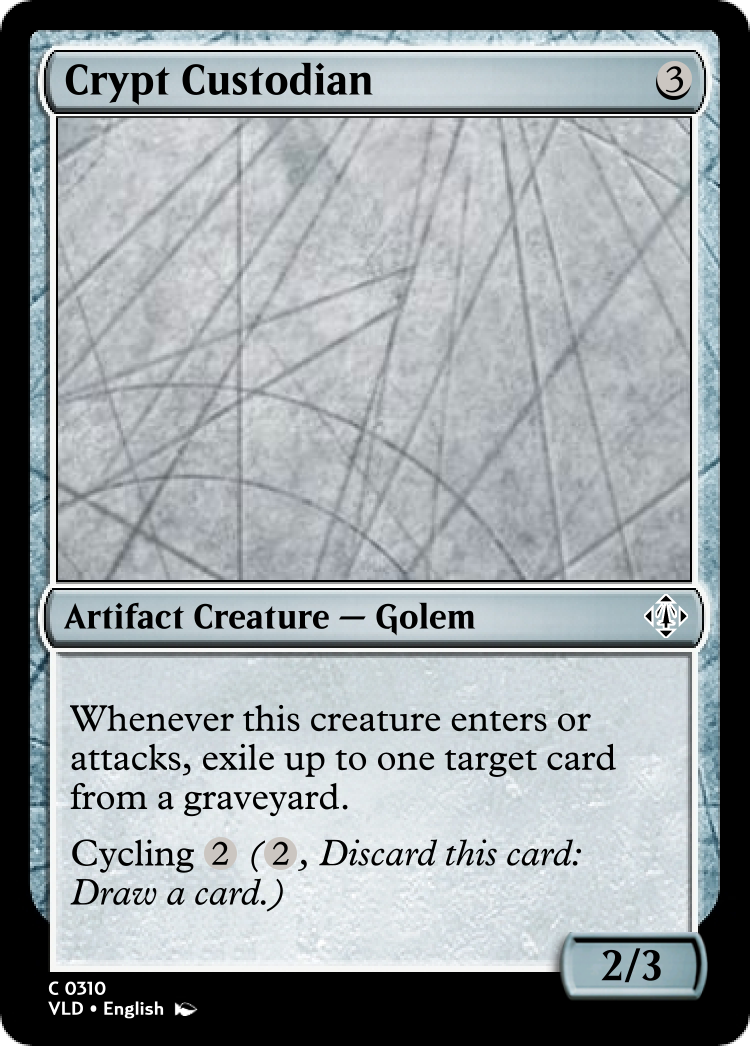 Crypt Custodian 3
Artifact Creature — Golem
Whenever this creature enters or
attacks, exile up to one target card
from a graveyard.
Cycling 2 (2, Discard this card:
Draw a card.)
2/3
C 0310
VLD • English